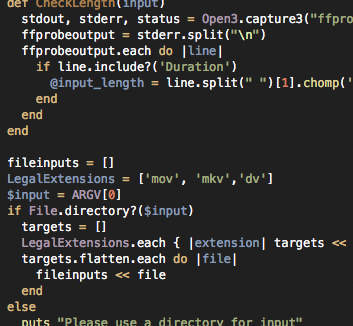 def CheckLength(input)
stdout, stderr, status = Open3.capture3("ffpro
ffprobeoutput = stderr.split("\n")
ffprobeoutput.each do |line|
if line.include?('Duration')
@input_length = line.split(" ")[1].chomp('
end
end
end
fileinputs = []
LegalExtensions = ['mov', 'mkv','dv']
$input = ARGV[0]
if File.directory?($input)
targets = []
LegalExtensions.each { |extension| targets <<
targets.flatten.each do |file|
fileinputs << file
end
else
puts "Please use a directory for input"